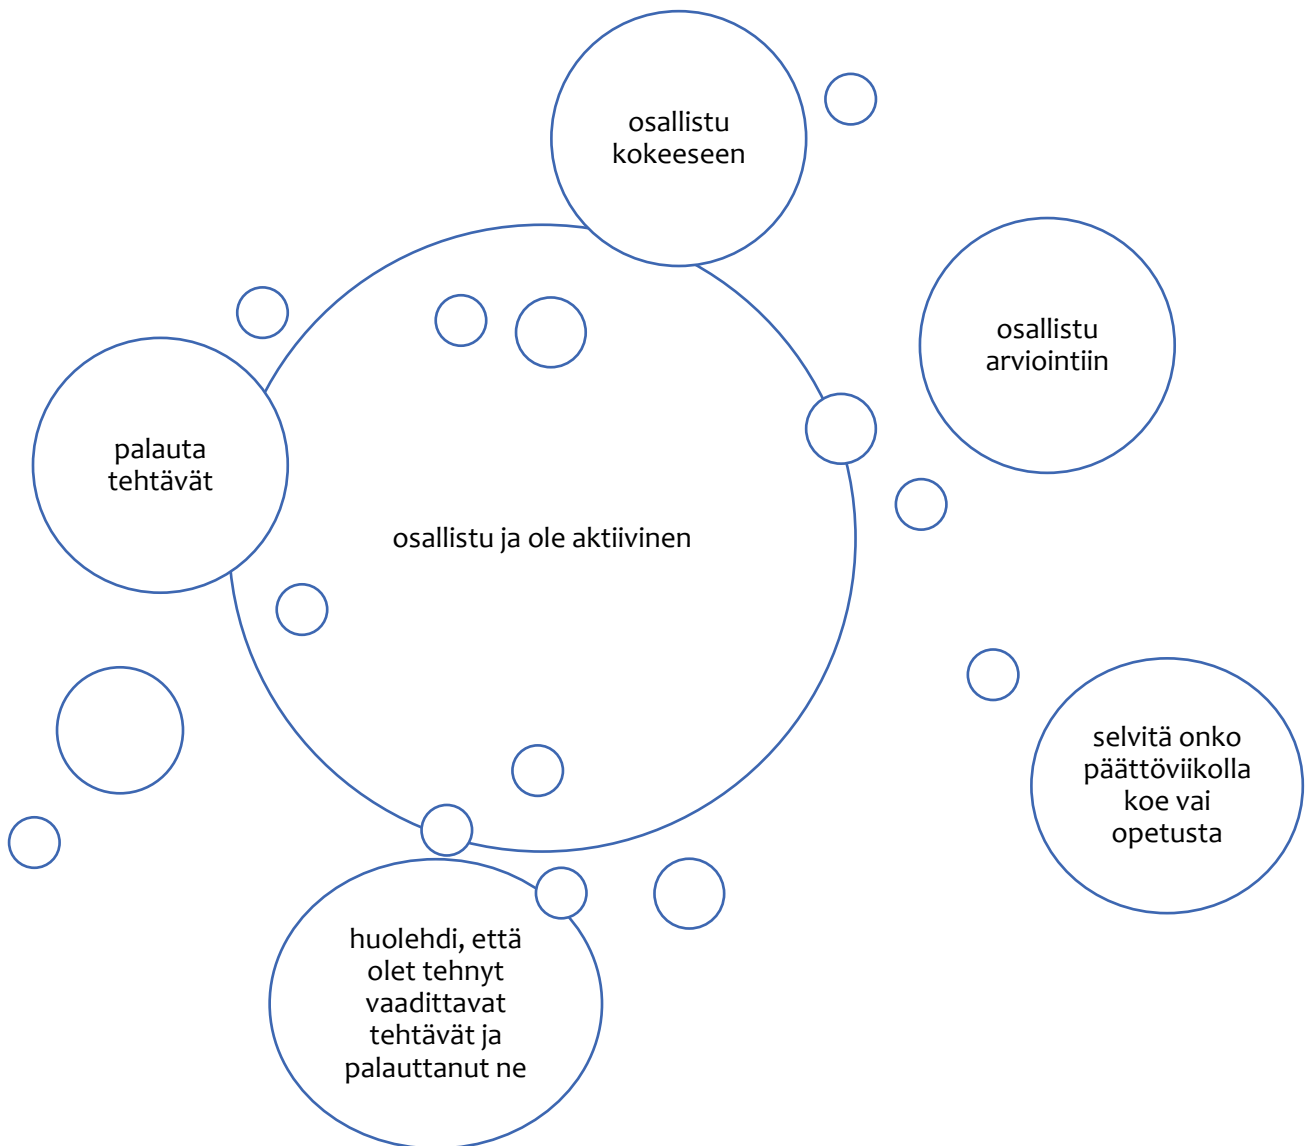 osallistu
kokeeseen
osallistu
arviointiin
palauta
tehtävät
osallistu ja ole aktiivinen
selvitä onko
päättöviikolla
koe vai
opetusta
huolehdi, että
olet tehnyt
vaadittavat
tehtävät ja
palauttanut ne